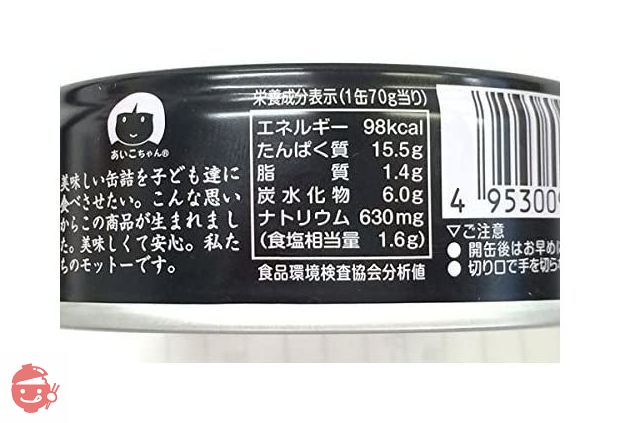 あいこちゃん®
美味しい缶詰を子ども達に
食べさせたい。こんな思い
からこの商品が生まれまし
た。美味しくて安心。私た
ちのモットーです。
栄養成分表示(1缶70g当り)
エネルギー 98kcal
たんぱく質 15.5g
脂質 1.4g
炭水化物 6.0g
ナトリウム 630mg
(食塩相当量 1.6g)
食品環境検査協会分析値
4 953009
▽ご注意
●開缶後はお早め
●切り口で手を切ら